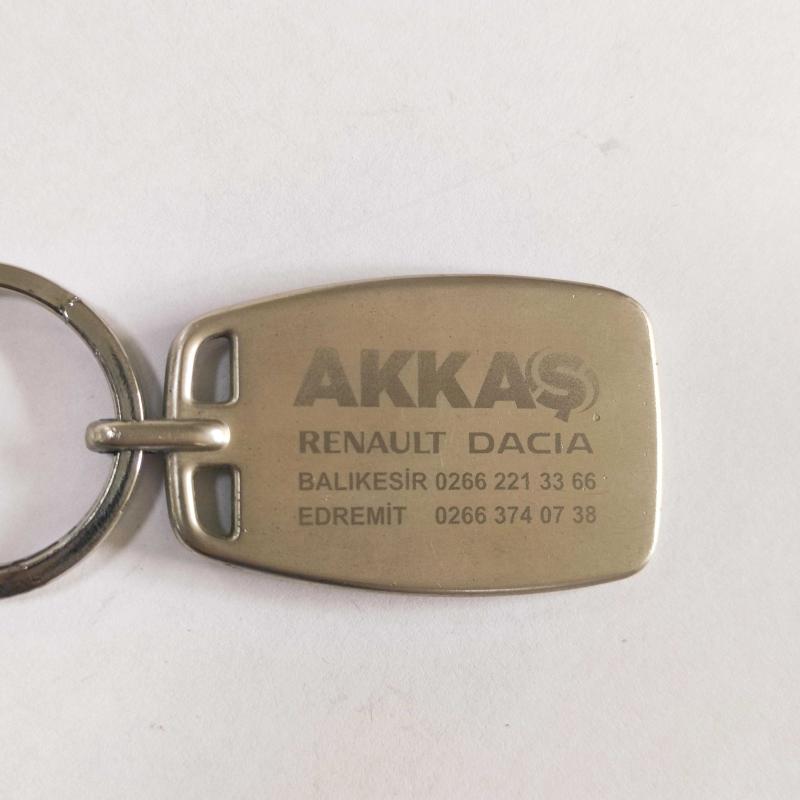 AKKAŞ
RENAULT DACIA
BALIKESİR 0266 221 33 66
EDREMİT 0266 374 07 38